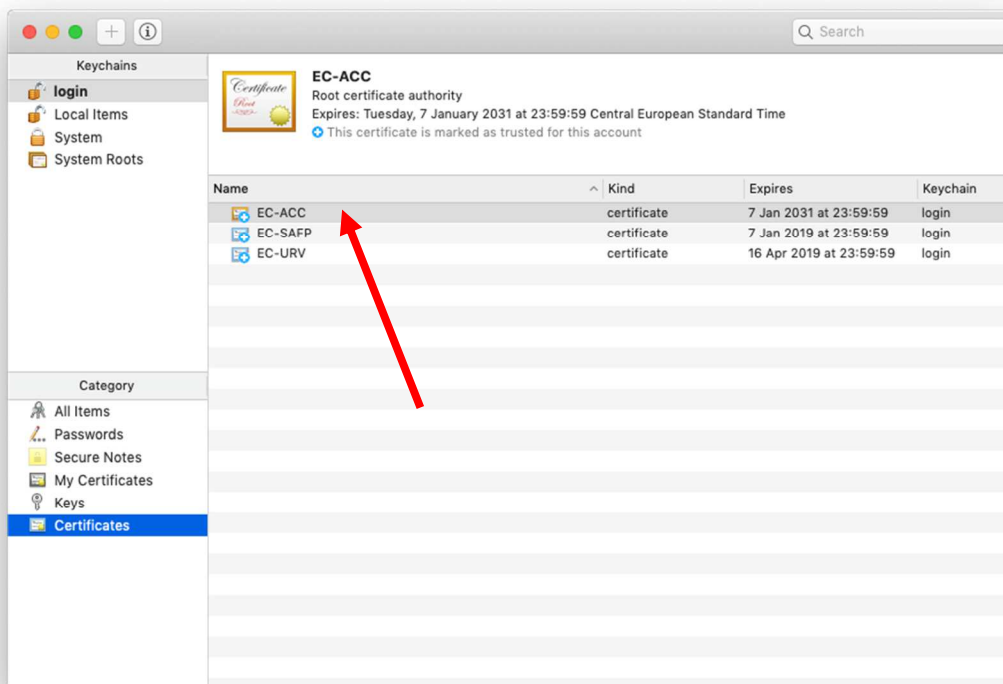 Search
Keychains
login
Local Items
System
System Roots
Certificate
Root
EC-ACC
Root certificate authority
Expires: Tuesday, 7 January 2031 at 23:59:59 Central European Standard Time
This certificate is marked as trusted for this account
Name Kind Expires Keychain
EC-ACC certificate 7 Jan 2031 at 23:59:59 login
EC-SAFP certificate 7 Jan 2019 at 23:59:59 login
EC-URV certificate 16 Apr 2019 at 23:59:59 login
Category
All Items
Passwords
Secure Notes
My Certificates
Keys
Certificates